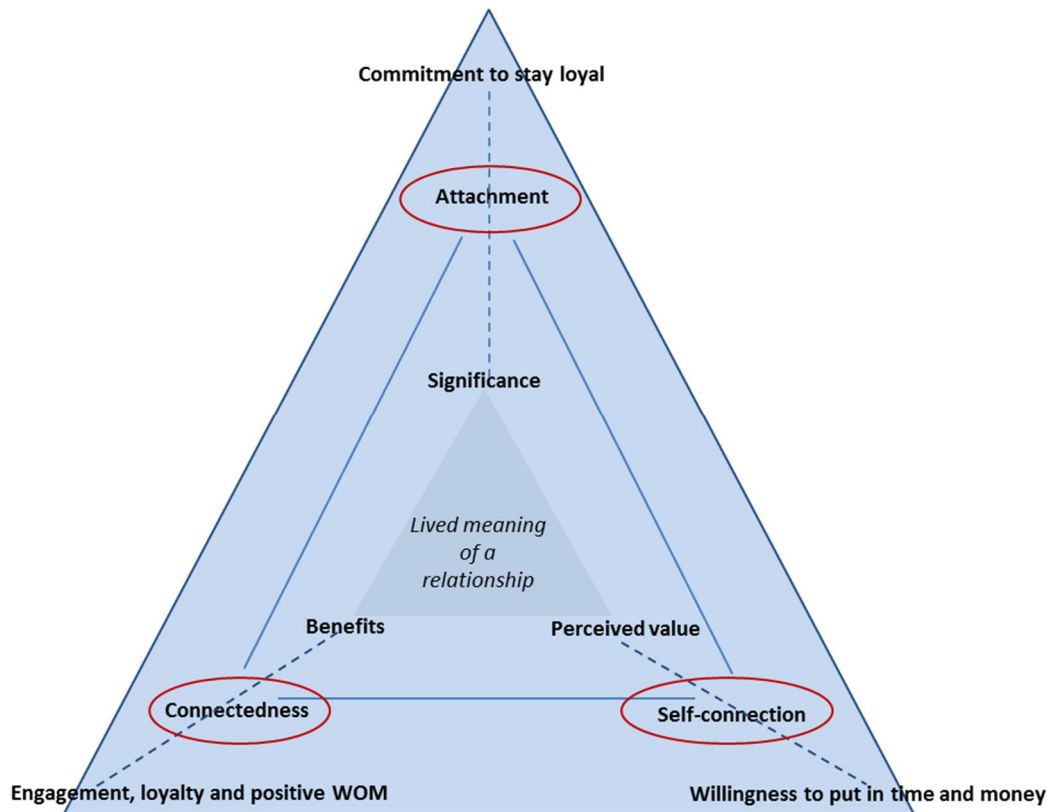 Commitment to stay loyal
Attachment
Significance
Lived meaning
of a
relationship
Benefits
Perceived value
Connectedness
Self-connection
Engagement, loyalty and positive WOM
Willingness to put in time and money